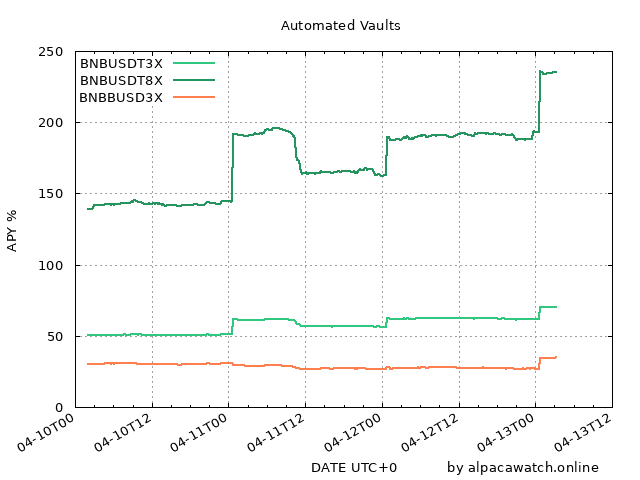 Automated Vaults
250
200
150
100
50
0
APY %
BNBUSDT3X
BNBUSDT8X
BNBBUSD3X
04-10T00
04-10T12
04-11T00
04-11T12
04-12T00
04-12T12
04-13T00
04-13T12
DATE UTC+0
by alpacawatch.online